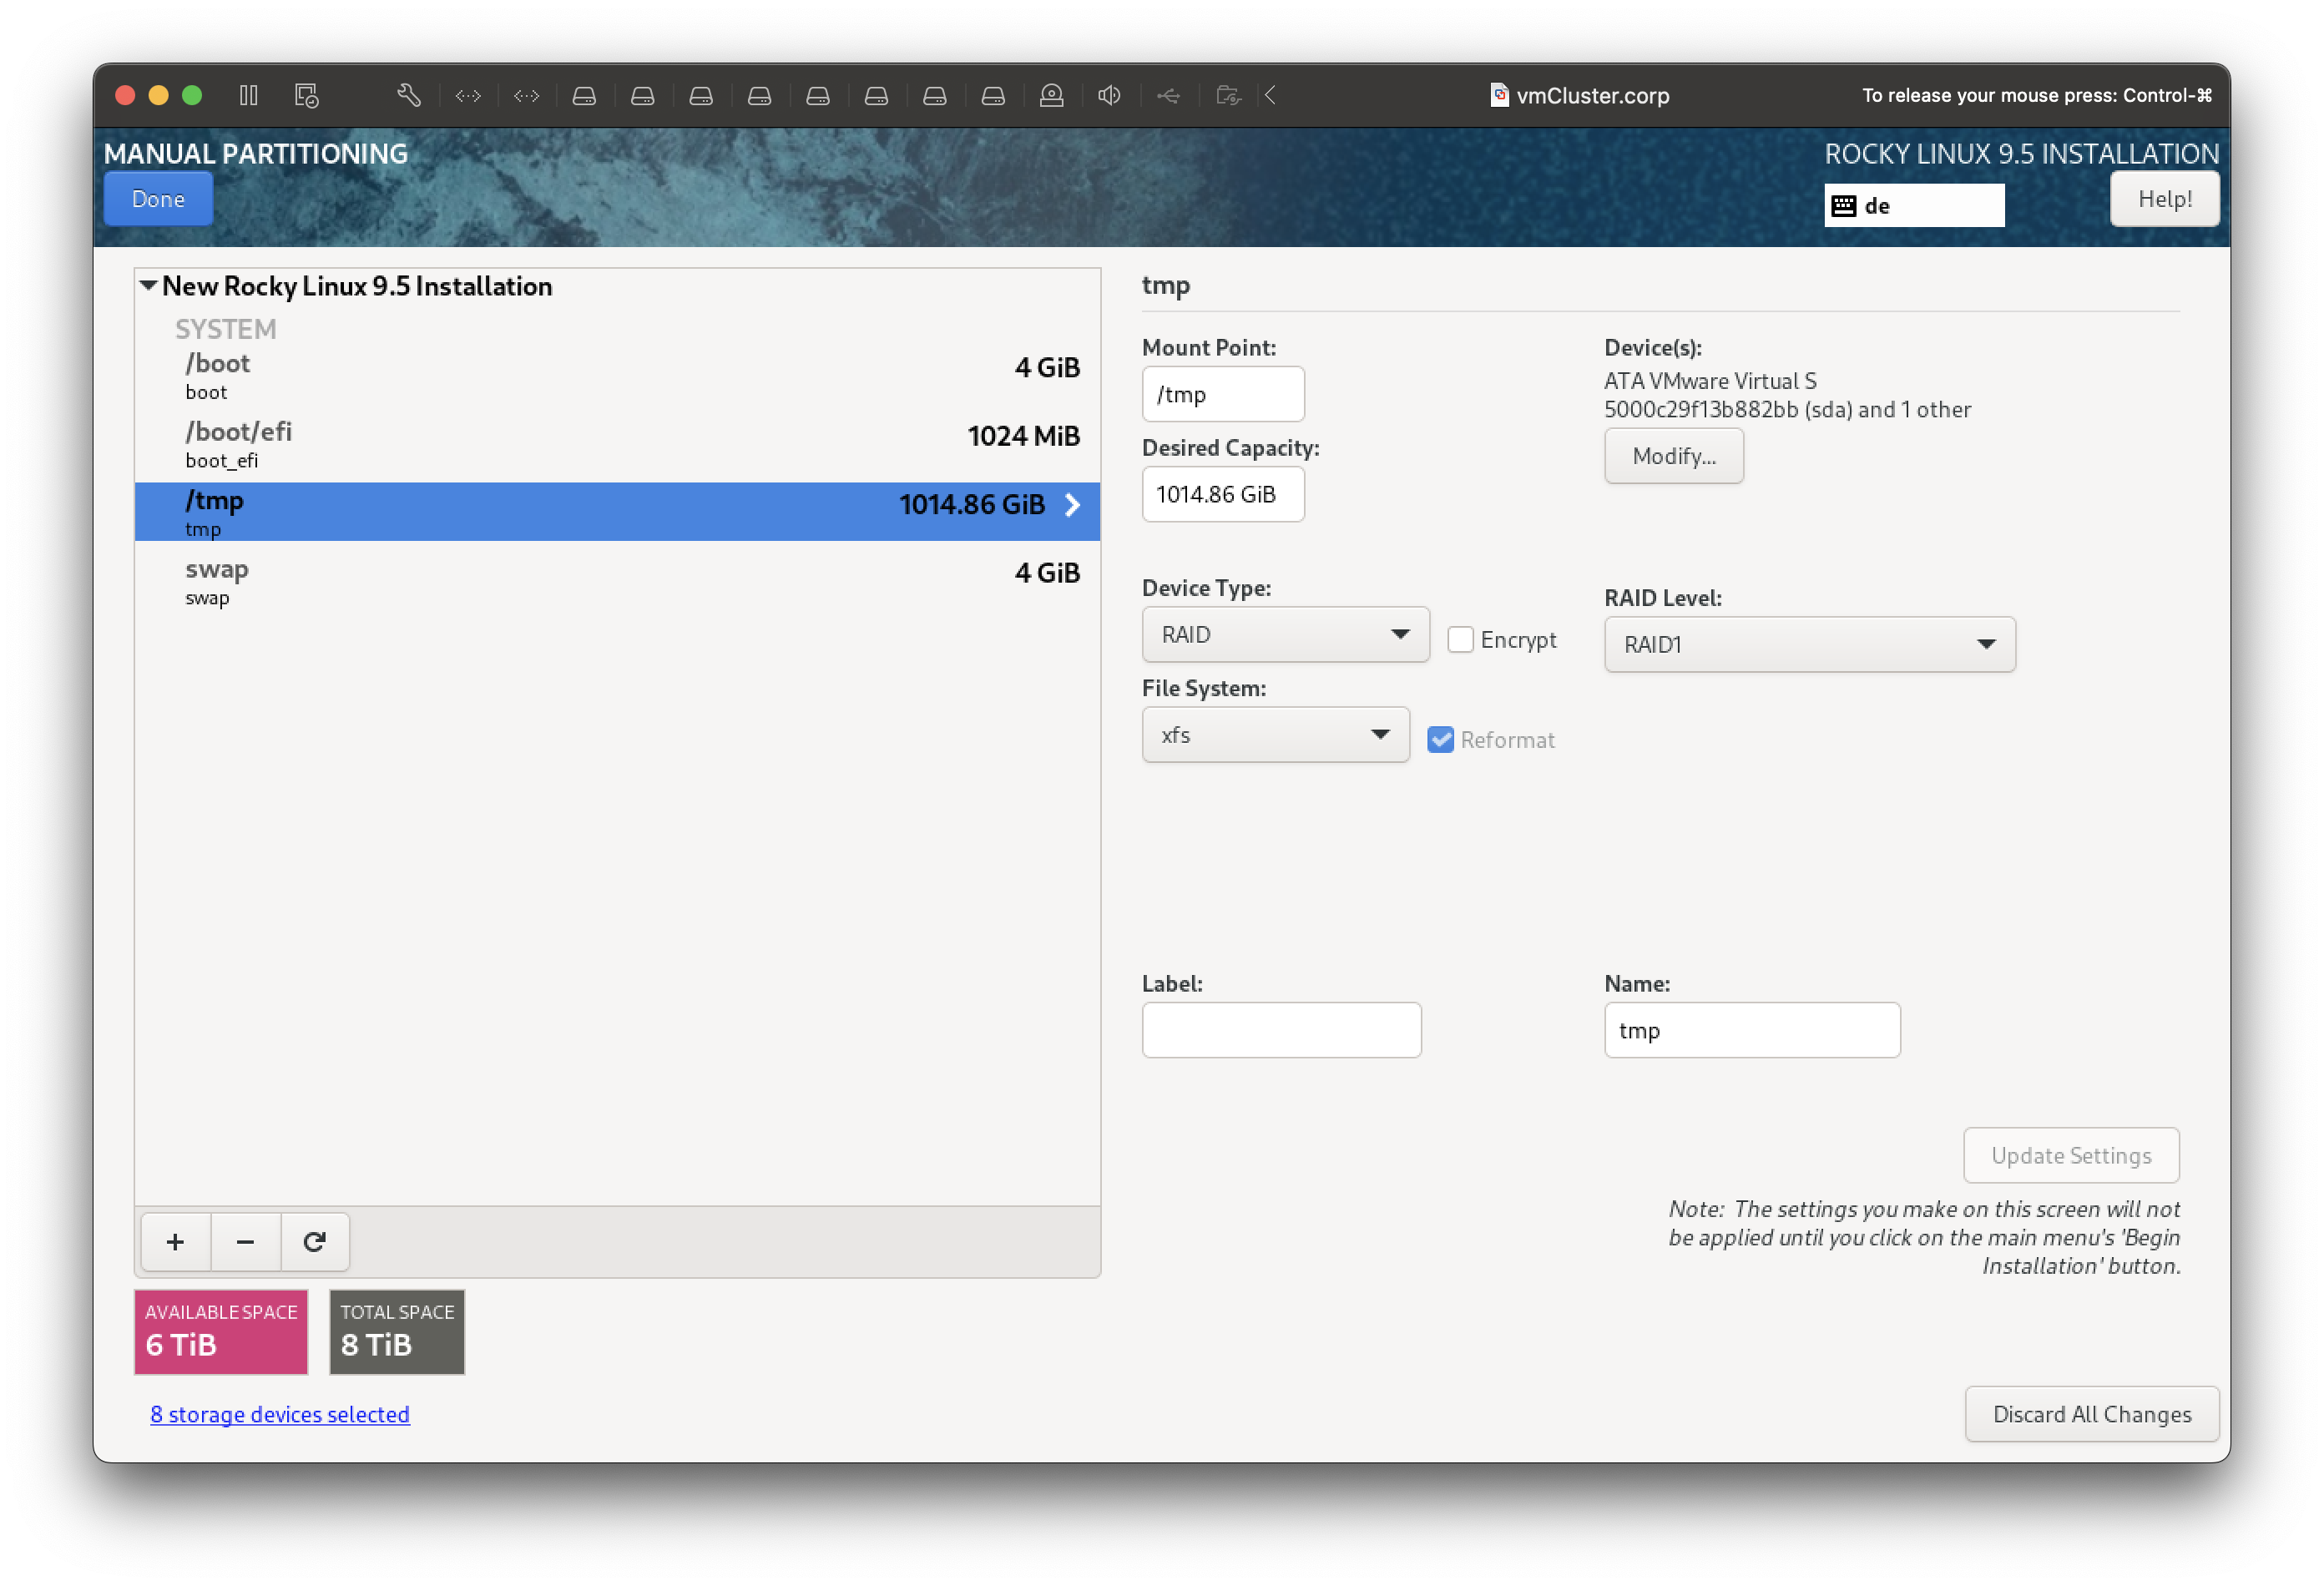 vmCluster.corp
To release your mouse press: Control-⌘
MANUAL PARTITIONING
ROCKY LINUX 9.5 INSTALLATION
Done
de
Help!
New Rocky Linux 9.5 Installation
SYSTEM
/boot
4 GiB
boot
/boot/efi
1024 MiB
boot_efi
/tmp
1014.86 GiB
tmp
swap
4 GiB
swap
tmp
Mount Point:
/tmp
Device(s):
ATA VMware Virtual S
5000c29f13b882bb (sda) and 1 other
Modify...
Desired Capacity:
1014.86 GiB
Device Type:
RAID
Encrypt
RAID Level:
RAID1
File System:
xfs
Reformat
Label:
Name:
tmp
Update Settings
Note: The settings you make on this screen will not
be applied until you click on the main menu's 'Begin
Installation' button.
AVAILABLE SPACE
6 TiB
TOTAL SPACE
8 TiB
8 storage devices selected
Discard All Changes